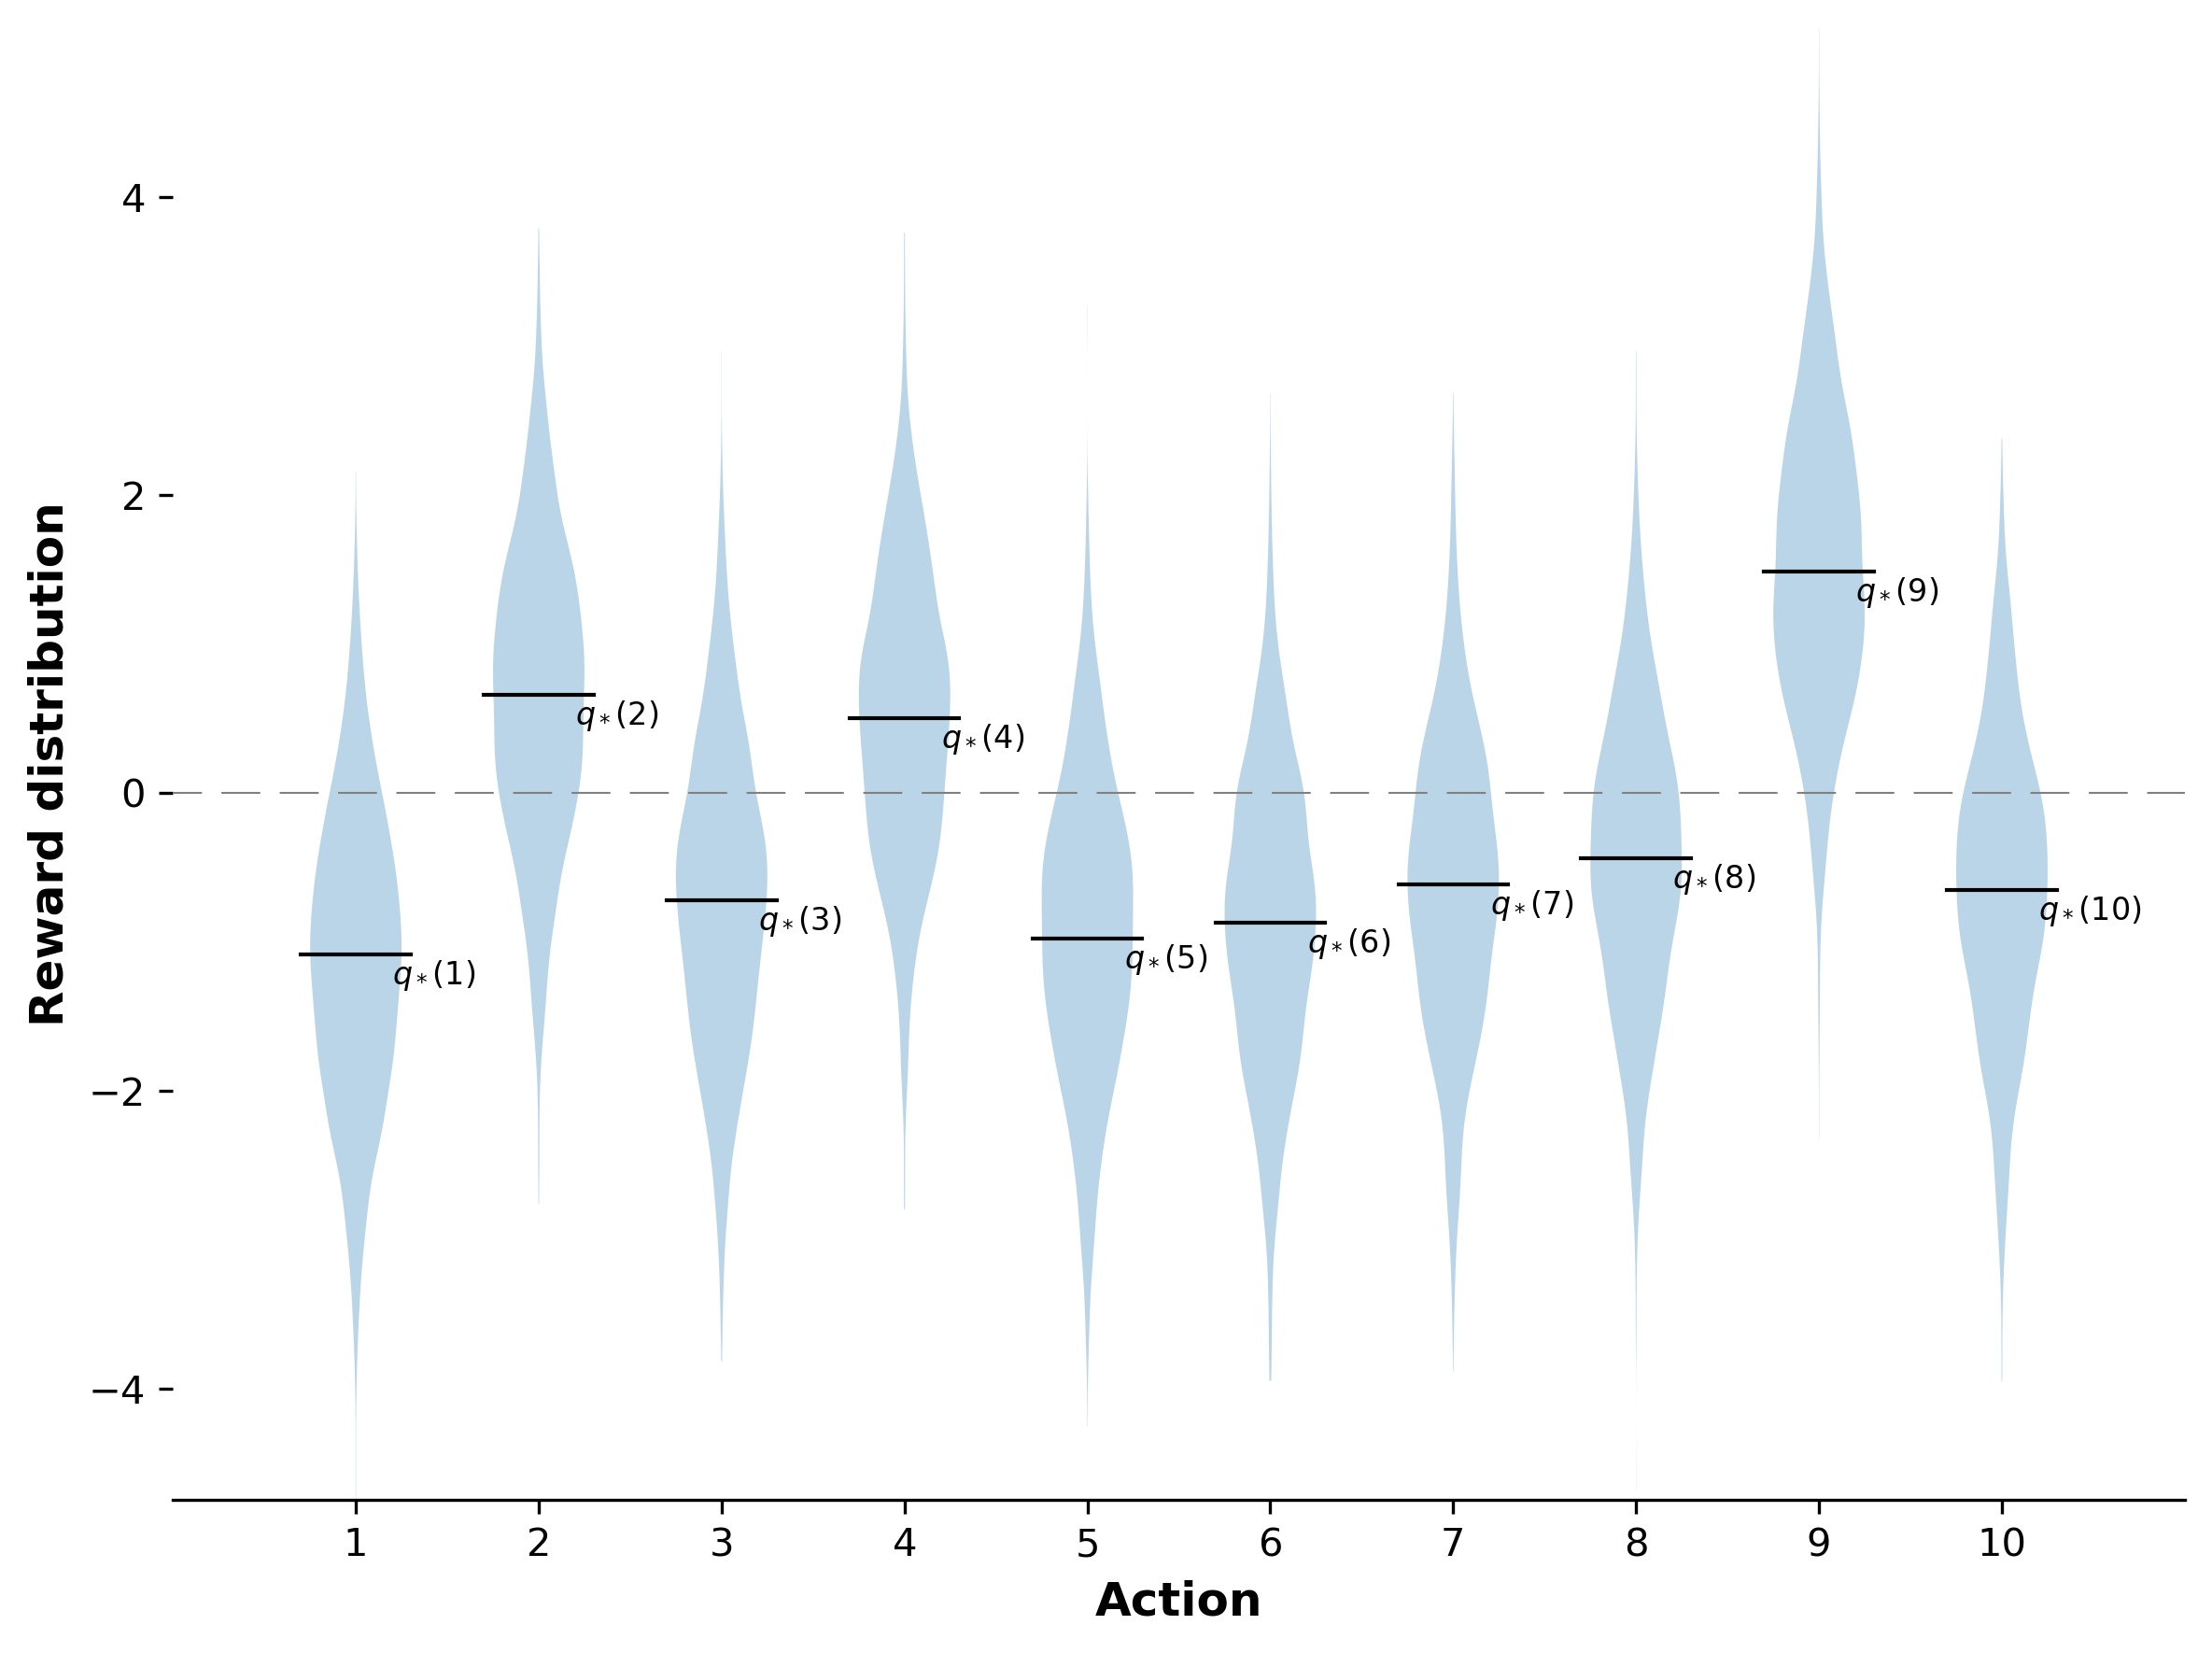 Reward distribution
4
2
0
−2
−4
q*(1)
q*(2)
q*(3)
q*(4)
q*(5)
q*(6)
q*(7)
q*(8)
q*(9)
q*(10)
1 2 3 4 5 6 7 8 9 10
Action